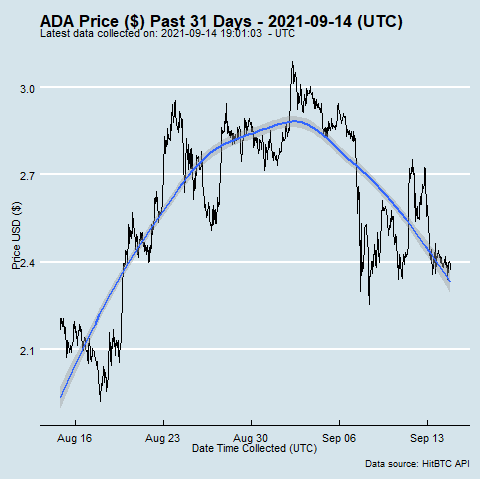 ADA Price ($) Past 31 Days - 2021-09-14 (UTC)
Latest data collected on: 2021-09-14 19:01:03  - UTC
3.0
2.7
2.4
2.1
Price USD ($)
Aug 16 Aug 23 Aug 30 Sep 06 Sep 13
Date Time Collected (UTC)
Data source: HitBTC API